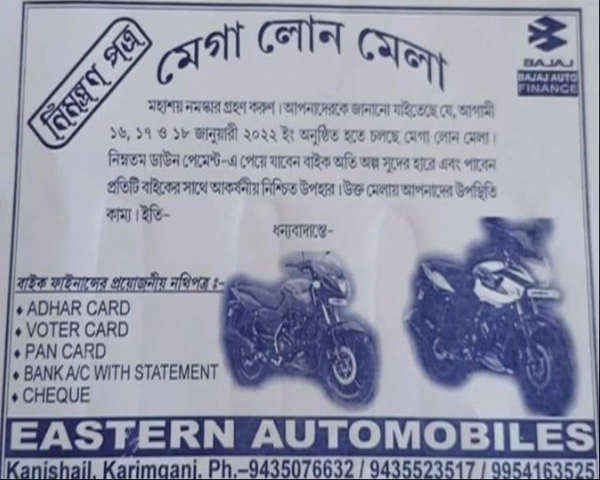 নিমন্ত্রণ পত্র
মেগা লোন মেলা
BAJAJ
BAJAJ AUTO
FINANCE
মহাশয় নমস্কার গ্রহণ করুণ। আপনাদেরকে জানানো যাইতেছে যে, আগামী
১৬, ১৭ ও ১৮ জানুয়ারী ২০২২ ইং অনুষ্ঠিত হতে চলছে মেগা লোন মেলা।
নিম্নতম ডাউন পেমেন্ট-এ পেয়ে যাবেন বাইক অতি অল্প সুদের হারে এবং পাবেন
প্রতিটি বাইকের সাথে আকর্ষনীয় নিশ্চিত উপহার। উক্ত মেলায় আপনাদের উপস্থিতি
কাম্য। ইতি-
ধন্যবাদান্তে-
বাইক ফাইনান্সের প্রয়োজনীয় নথিপত্র ঃ-
♦ ADHAR CARD
♦ VOTER CARD
♦ PAN CARD
♦ BANK A/C WITH STATEMENT
♦ CHEQUE
EASTERN AUTOMOBILES
Kanishail, Karimganj, Ph.–9435076632 / 9435523517 / 9954163525